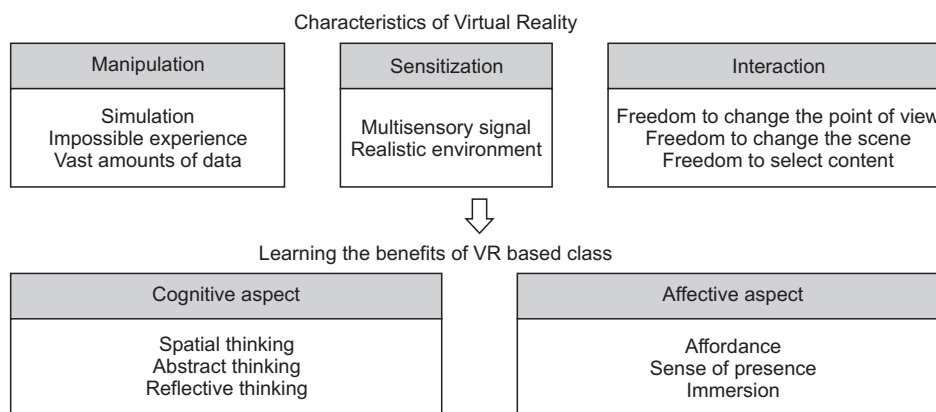 Characteristics of Virtual Reality
Manipulation
Simulation
Impossible experience
Vast amounts of data
Sensitization
Multisensory signal
Realistic environment
Interaction
Freedom to change the point of view
Freedom to change the scene
Freedom to select content
Learning the benefits of VR based class
Cognitive aspect
Spatial thinking
Abstract thinking
Reflective thinking
Affective aspect
Affordance
Sense of presence
Immersion